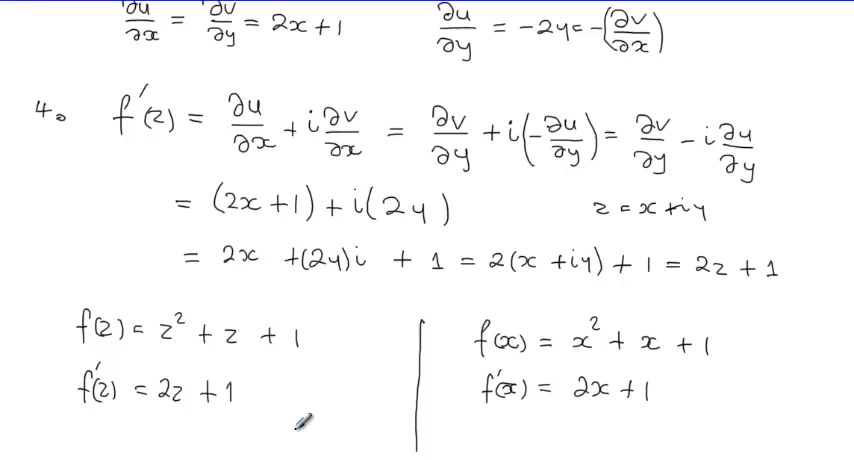 ∂u/∂x = ∂v/∂y = 2x + 1    ∂u/∂y = -2y = -(∂v/∂x)
4. f'(z) = ∂u/∂x + i ∂v/∂x = ∂v/∂y + i(-∂u/∂y) = ∂v/∂y - i ∂u/∂y
= (2x + 1) + i(2y)    z = x + iy
= 2x + (2y)i + 1 = 2(x + iy) + 1 = 2z + 1
f(z) = z² + z + 1    f(x) = x² + x + 1
f'(z) = 2z + 1    f'(x) = 2x + 1